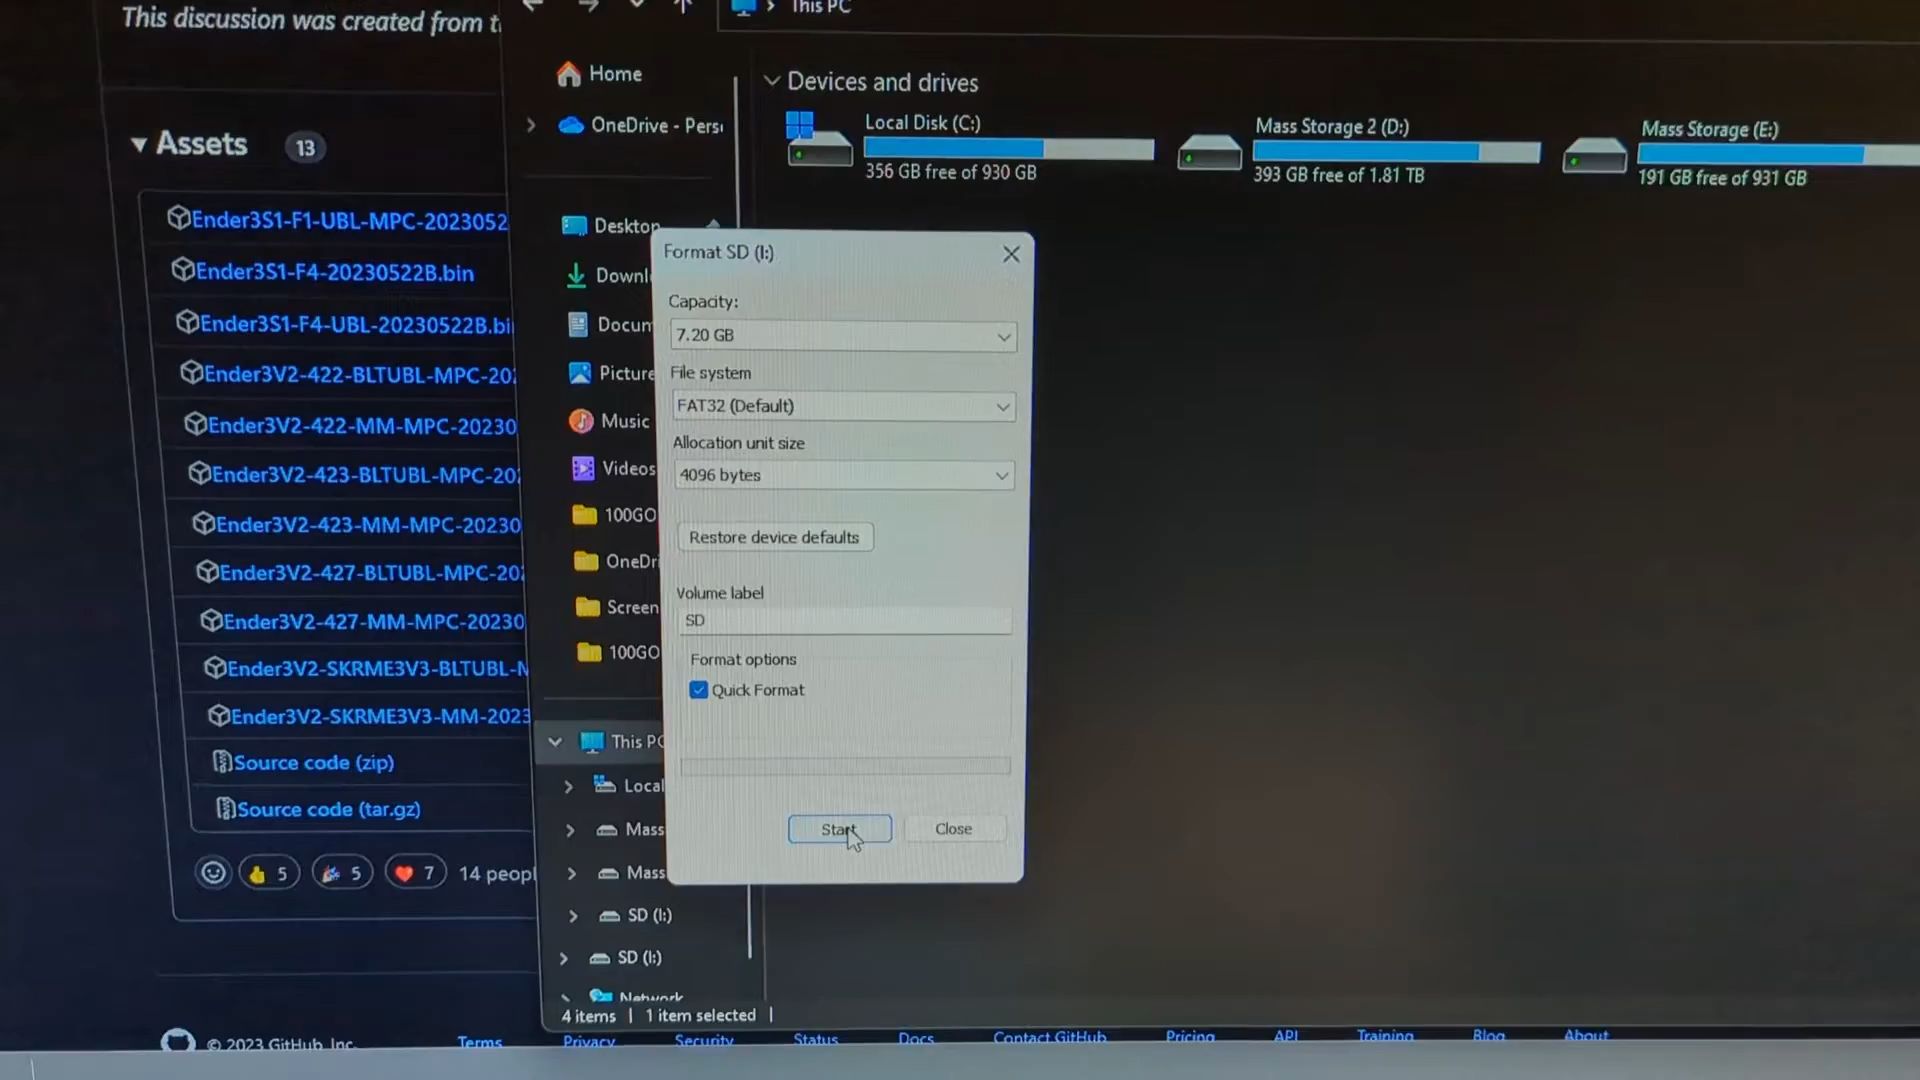 This discussion was created from
Assets 13
Ender3S1-F1-UBL-MPC-2023052
Ender3S1-F4-20230522B.bin
Ender3S1-F4-UBL-20230522B.bi
Ender3V2-422-BLTUBL-MPC-20
Ender3V2-422-MM-MPC-20230
Ender3V2-423-BLTUBL-MPC-20
Ender3V2-423-MM-MPC-20230
Ender3V2-427-BLTUBL-MPC-20
Ender3V2-427-MM-MPC-20230
Ender3V2-SKRME3V3-BLTUBL-M
Ender3V2-SKRME3V3-MM-2023
Source code (zip)
Source code (tar.gz)
5 5 7 14 peopl
© 2023 GitHub, Inc.
Terms Privacy Security Status Docs Contact GitHub Pricing API Training Blog About
This PC
Home
OneDrive - Pers
Desktop
Downl
Docum
Picture
Music
Videos
100GO
OneDri
Screen
100GO
This PC
Local
Mass
Mass
SD (I:)
SD (I:)
Network
4 items 1 item selected
Devices and drives
Local Disk (C:)
356 GB free of 930 GB
Mass Storage 2 (D:)
393 GB free of 1.81 TB
Mass Storage (E:)
191 GB free of 931 GB
Format SD (I:)
Capacity:
7.20 GB
File system
FAT32 (Default)
Allocation unit size
4096 bytes
Restore device defaults
Volume label
SD
Format options
Quick Format
Start Close